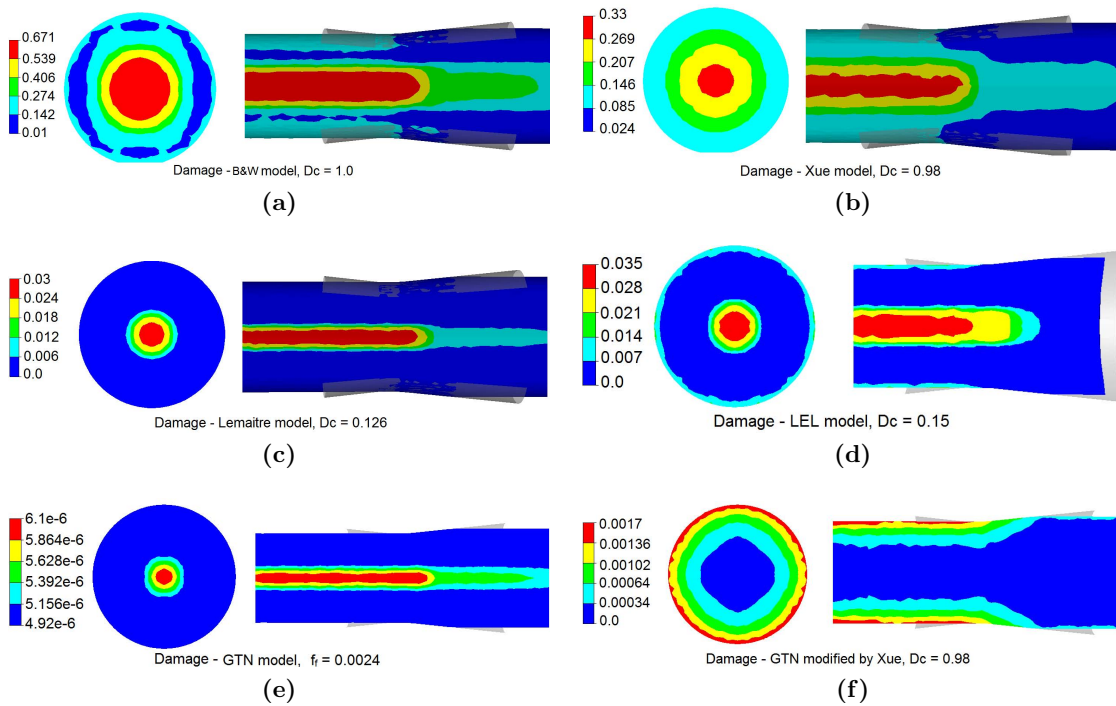 0.671
0.539
0.406
0.274
0.142
0.01
Damage - B&W model, Dc = 1.0
(a)
0.33
0.269
0.207
0.146
0.085
0.024
Damage - Xue model, Dc = 0.98
(b)
0.03
0.024
0.018
0.012
0.006
0.0
Damage - Lemaitre model, Dc = 0.126
(c)
0.035
0.028
0.021
0.014
0.007
0.0
Damage - LEL model, Dc = 0.15
(d)
6.1e-6
5.864e-6
5.628e-6
5.392e-6
5.156e-6
4.92e-6
Damage - GTN model, f_f = 0.0024
(e)
0.0017
0.00136
0.00102
0.00064
0.00034
0.0
Damage - GTN modified by Xue, Dc = 0.98
(f)